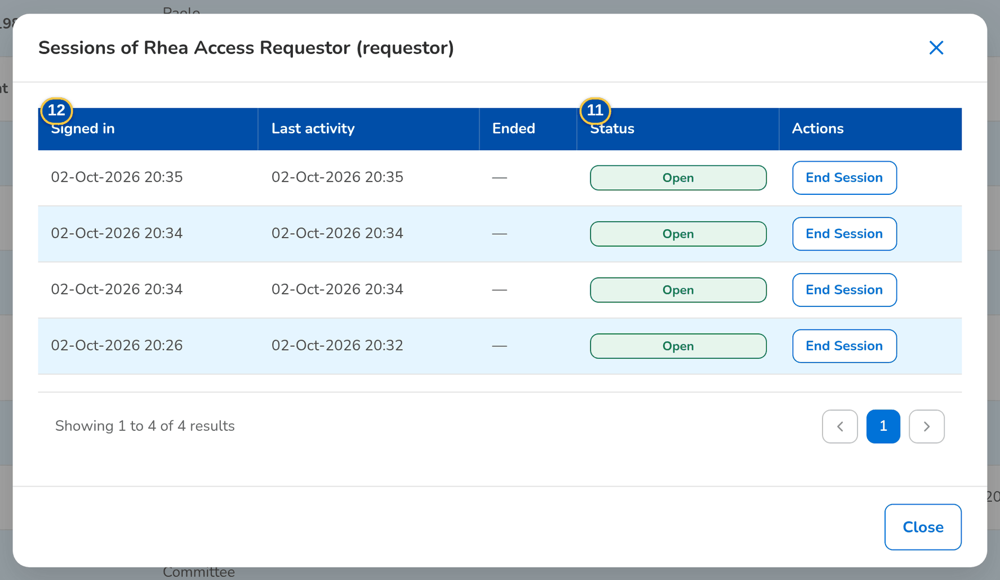 Sessions of Rhea Access Requestor (requestor)
12 11
Signed in Last activity Ended Status Actions
02-Oct-2026 20:35 02-Oct-2026 20:35 — Open End Session
02-Oct-2026 20:34 02-Oct-2026 20:34 — Open End Session
02-Oct-2026 20:34 02-Oct-2026 20:34 — Open End Session
02-Oct-2026 20:26 02-Oct-2026 20:32 — Open End Session
Showing 1 to 4 of 4 results 1
Close
Committee